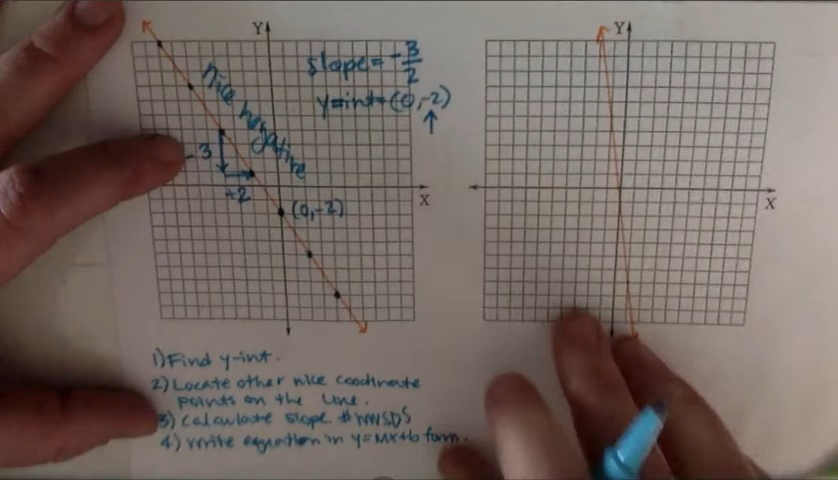 Y
slope = -3/2
y=int=(0,-2)
nice negative
-3
+2
X
(0,-2)
Y
X
1) Find y-int.
2) Locate other nice coodinate
points on the line.
3) Calculate slope. #WWSDS
4) Write equation in y=mx+b form.